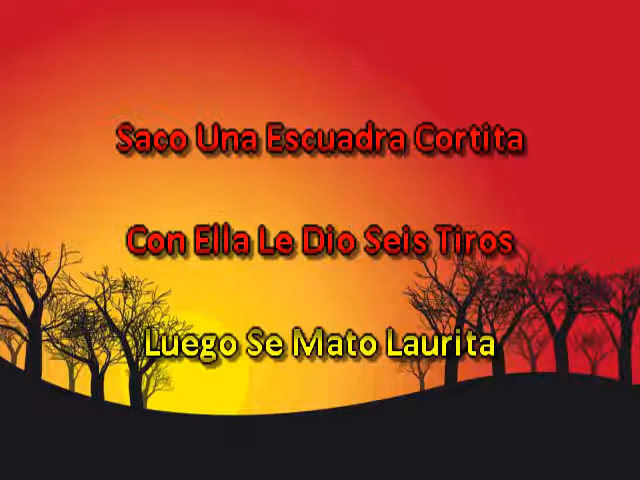 Saco Una Escuadra Cortita
Con Ella Le Dio Seis Tiros
Luego Se Mato Laurita